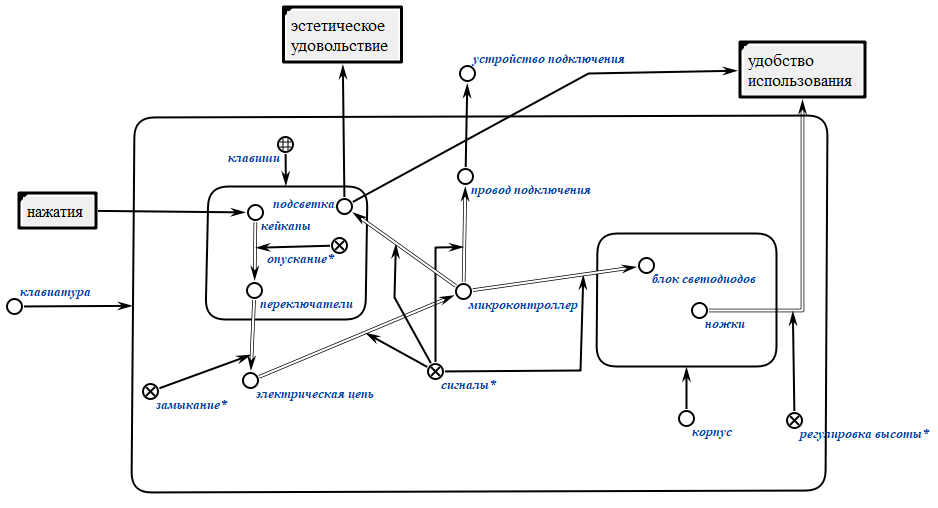 эстетическое
удовольствие
устройство подключения
удобство
использования
клавиши
подсветка
провод подключения
нажатия
кейкапы
опускание*
блок светодиодов
клавиатура
переключатели
микроконтроллер
ножки
сигналы*
электрическая цепь
замыкание*
корпус
регулировка высоты*